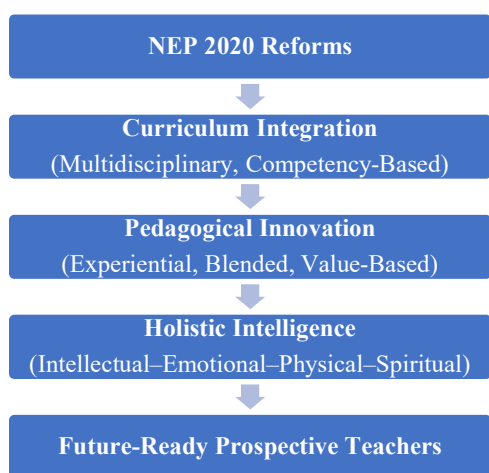 NEP 2020 Reforms
Curriculum Integration
(Multidisciplinary, Competency-Based)
Pedagogical Innovation
(Experiential, Blended, Value-Based)
Holistic Intelligence
(Intellectual–Emotional–Physical–Spiritual)
Future-Ready Prospective Teachers